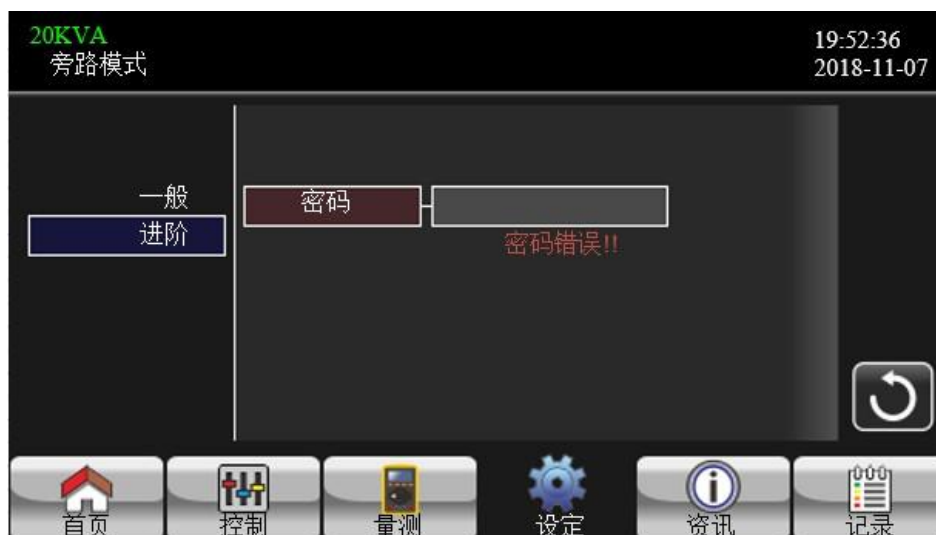 20KVA
旁路模式
19:52:36
2018-11-07
一般
进阶
密码
密码错误!!
首页
控制
量测
设定
资讯
记录